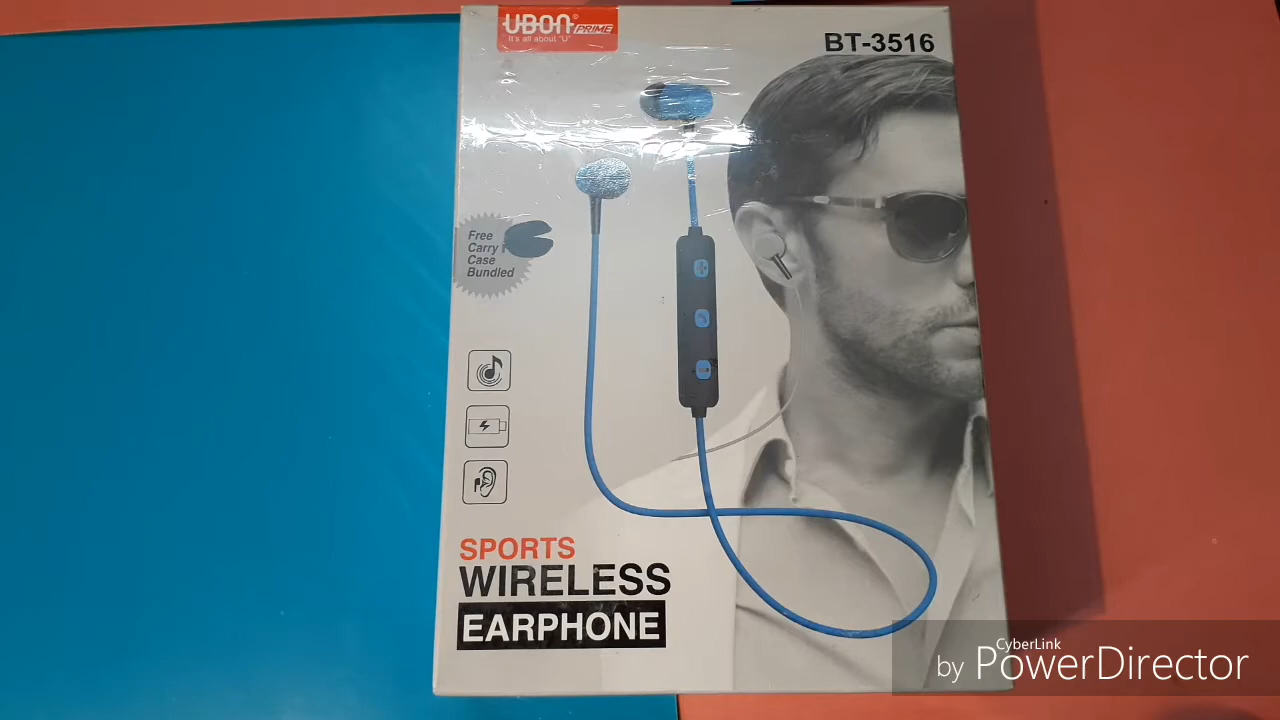 UBON® PRIME
It's all about "U"
BT-3516
Free
Carry
Case
Bundled
SPORTS
WIRELESS
EARPHONE
CyberLink
by PowerDirector